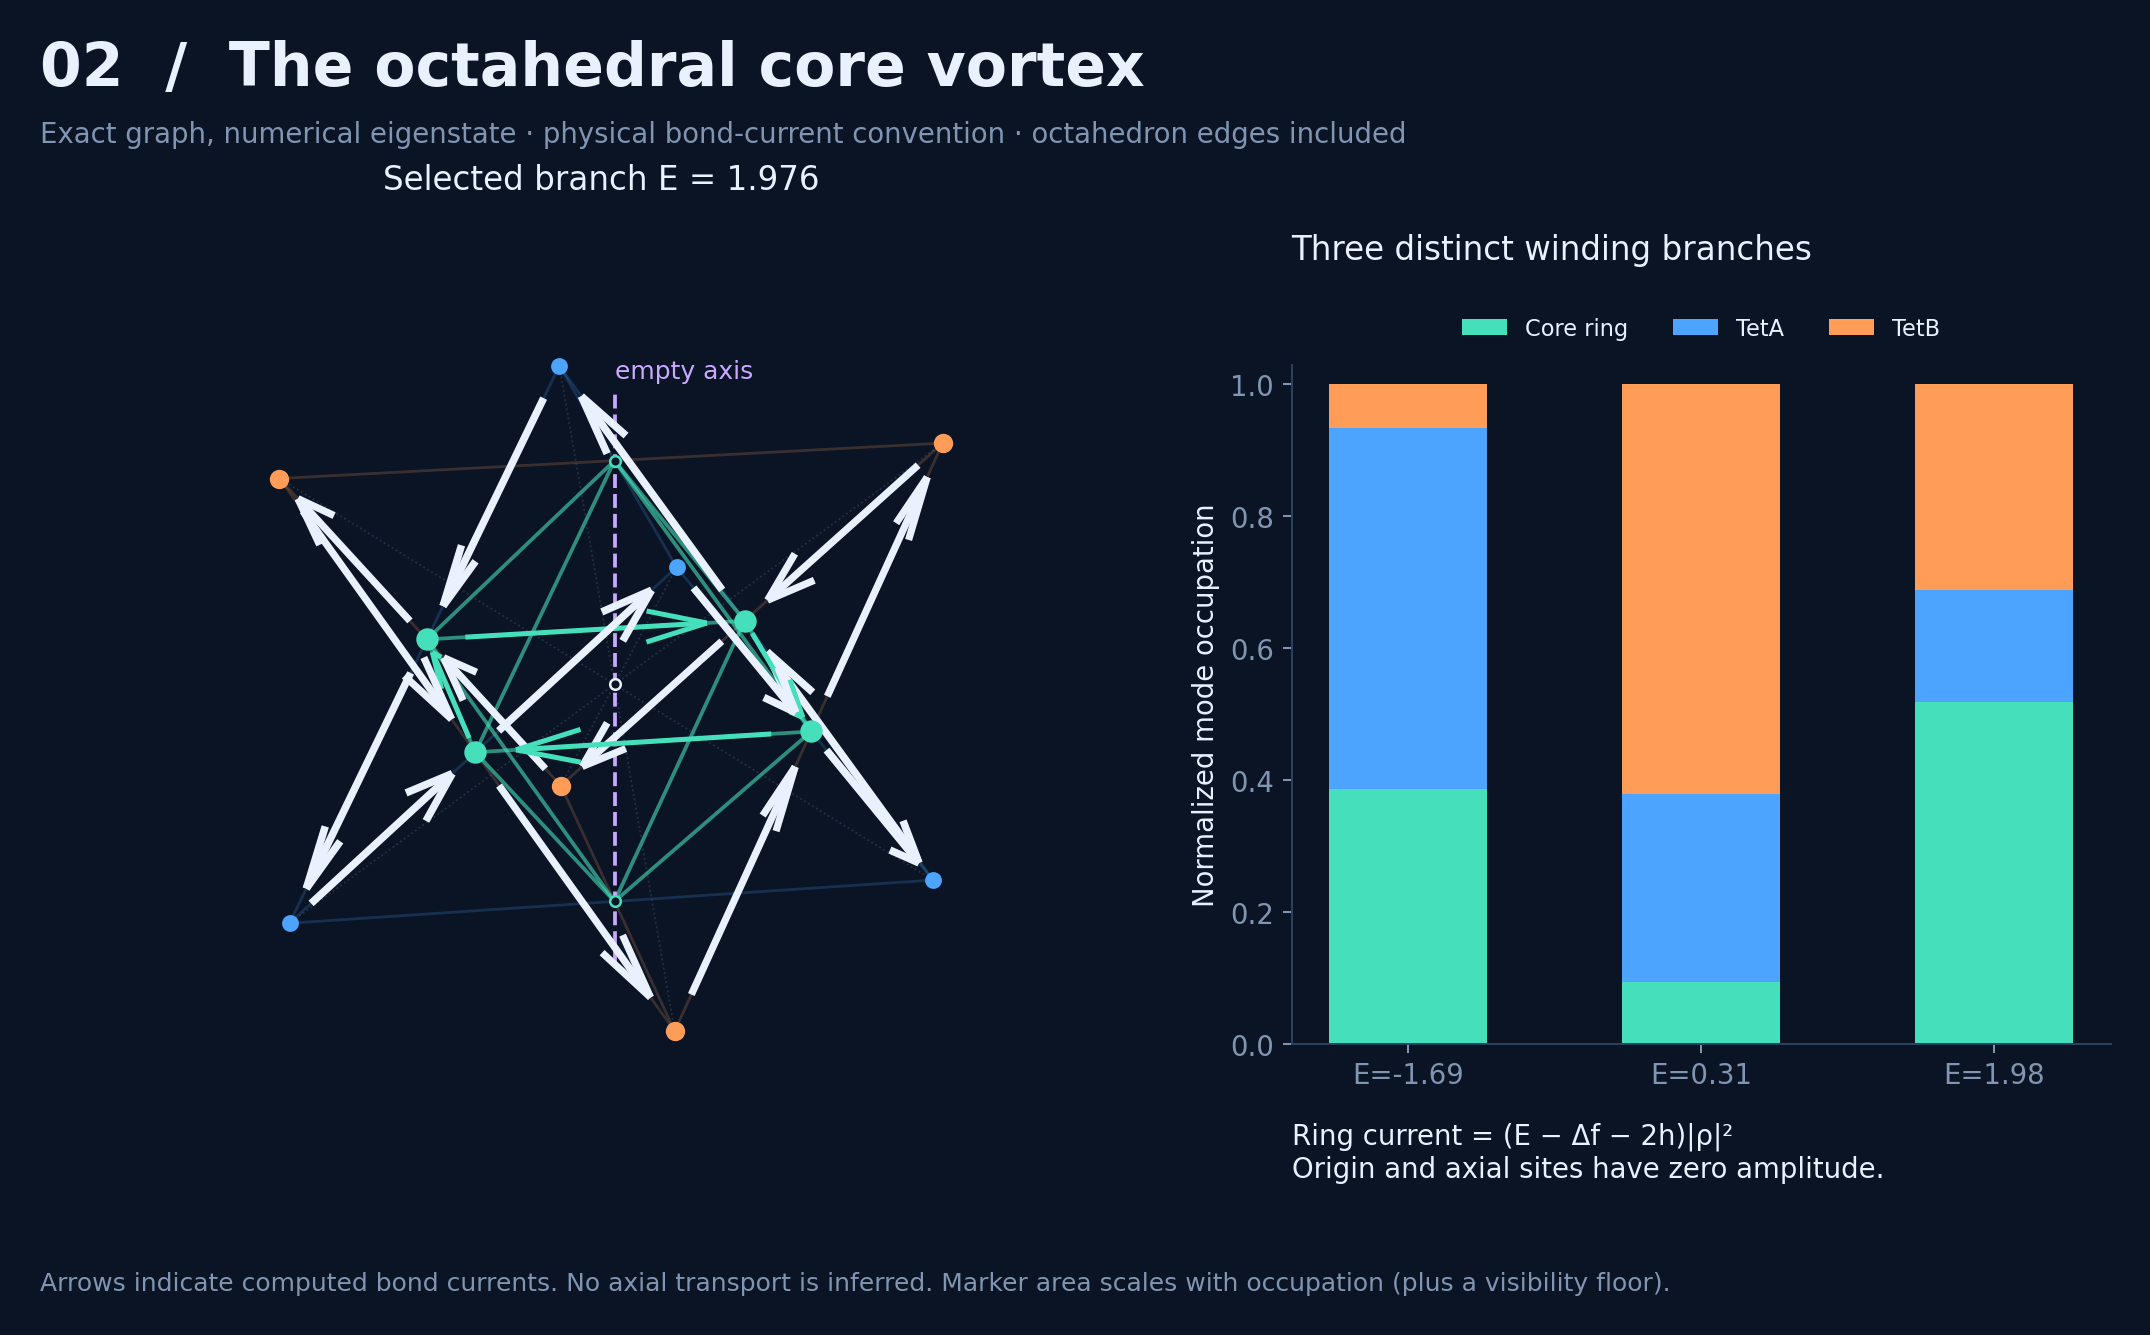 02 / The octahedral core vortex
Exact graph, numerical eigenstate · physical bond-current convention · octahedron edges included
Selected branch E = 1.976
empty axis
Three distinct winding branches
Core ring
TetA
TetB
Normalized mode occupation
1.0
0.8
0.6
0.4
0.2
0.0
E=-1.69
E=0.31
E=1.98
Ring current = (E − Δf − 2h)|ρ|²
Origin and axial sites have zero amplitude.
Arrows indicate computed bond currents. No axial transport is inferred. Marker area scales with occupation (plus a visibility floor).